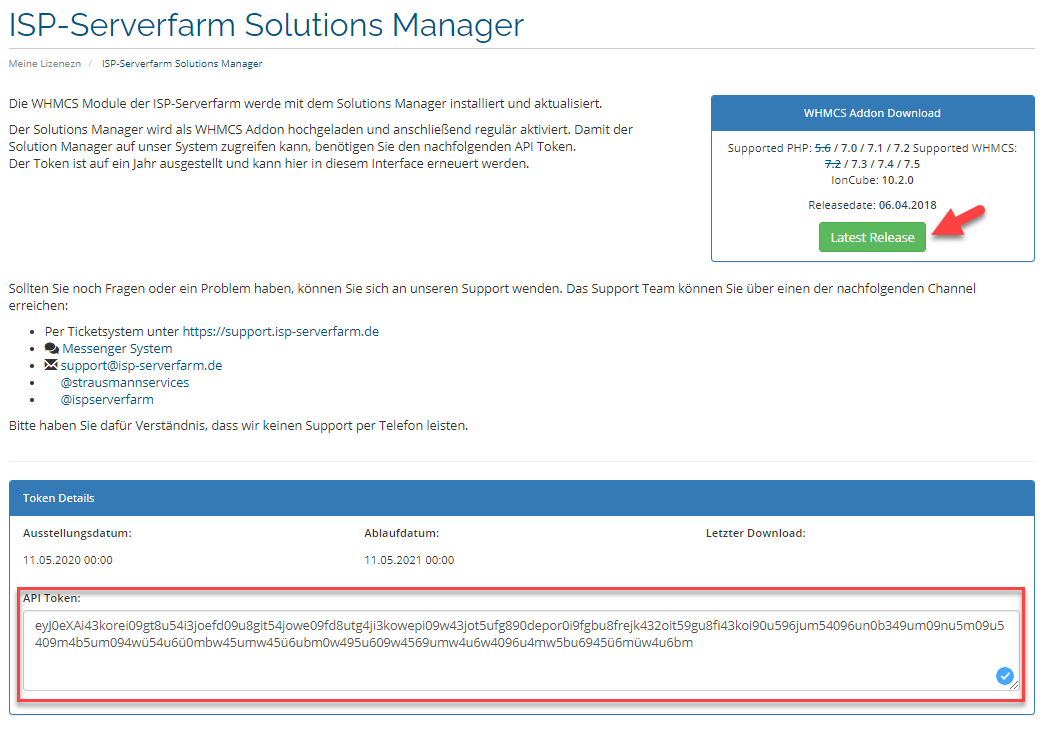 ISP-Serverfarm Solutions Manager
Meine Lizenezn / ISP-Serverfarm Solutions Manager
Die WHMCS Module der ISP-Serverfarm werde mit dem Solutions Manager installiert und aktualisiert.
Der Solutions Manager wird als WHMCS Addon hochgeladen und anschließend regulär aktiviert. Damit der
Solution Manager auf unser System zugreifen kann, benötigen Sie den nachfolgenden API Token.
Der Token ist auf ein Jahr ausgestellt und kann hier in diesem Interface erneuert werden.
WHMCS Addon Download
Supported PHP: 5.6 / 7.0 / 7.1 / 7.2 Supported WHMCS:
7.2 / 7.3 / 7.4 / 7.5
IonCube: 10.2.0
Releasedate: 06.04.2018
Latest Release
Sollten Sie noch Fragen oder ein Problem haben, können Sie sich an unseren Support wenden. Das Support Team können Sie über einen der nachfolgenden Channel
erreichen:
• Per Ticketsystem unter https://support.isp-serverfarm.de
• Messenger System
• support@isp-serverfarm.de
• @strausmannservices
• @ispserverfarm
Bitte haben Sie dafür Verständnis, dass wir keinen Support per Telefon leisten.
Token Details
Ausstellungsdatum: Ablaufdatum: Letzter Download:
11.05.2020 00:00 11.05.2021 00:00
API Token:
eyJ0eXAi43korei09gt8u54i3joefd09u8git54jowe09fd8utg4ji3kowepi09w43jot5ufg890depor0i9fgbu8frejk432oit59gu8fi43koi90u596jum54096un0b349um09nu5m09u5
409m4b5um094wü54u6ü0mbw45umw45ü6ubm0w495u609w4569umw4u6w4096u4mw5bu6945ü6müw4u6bm